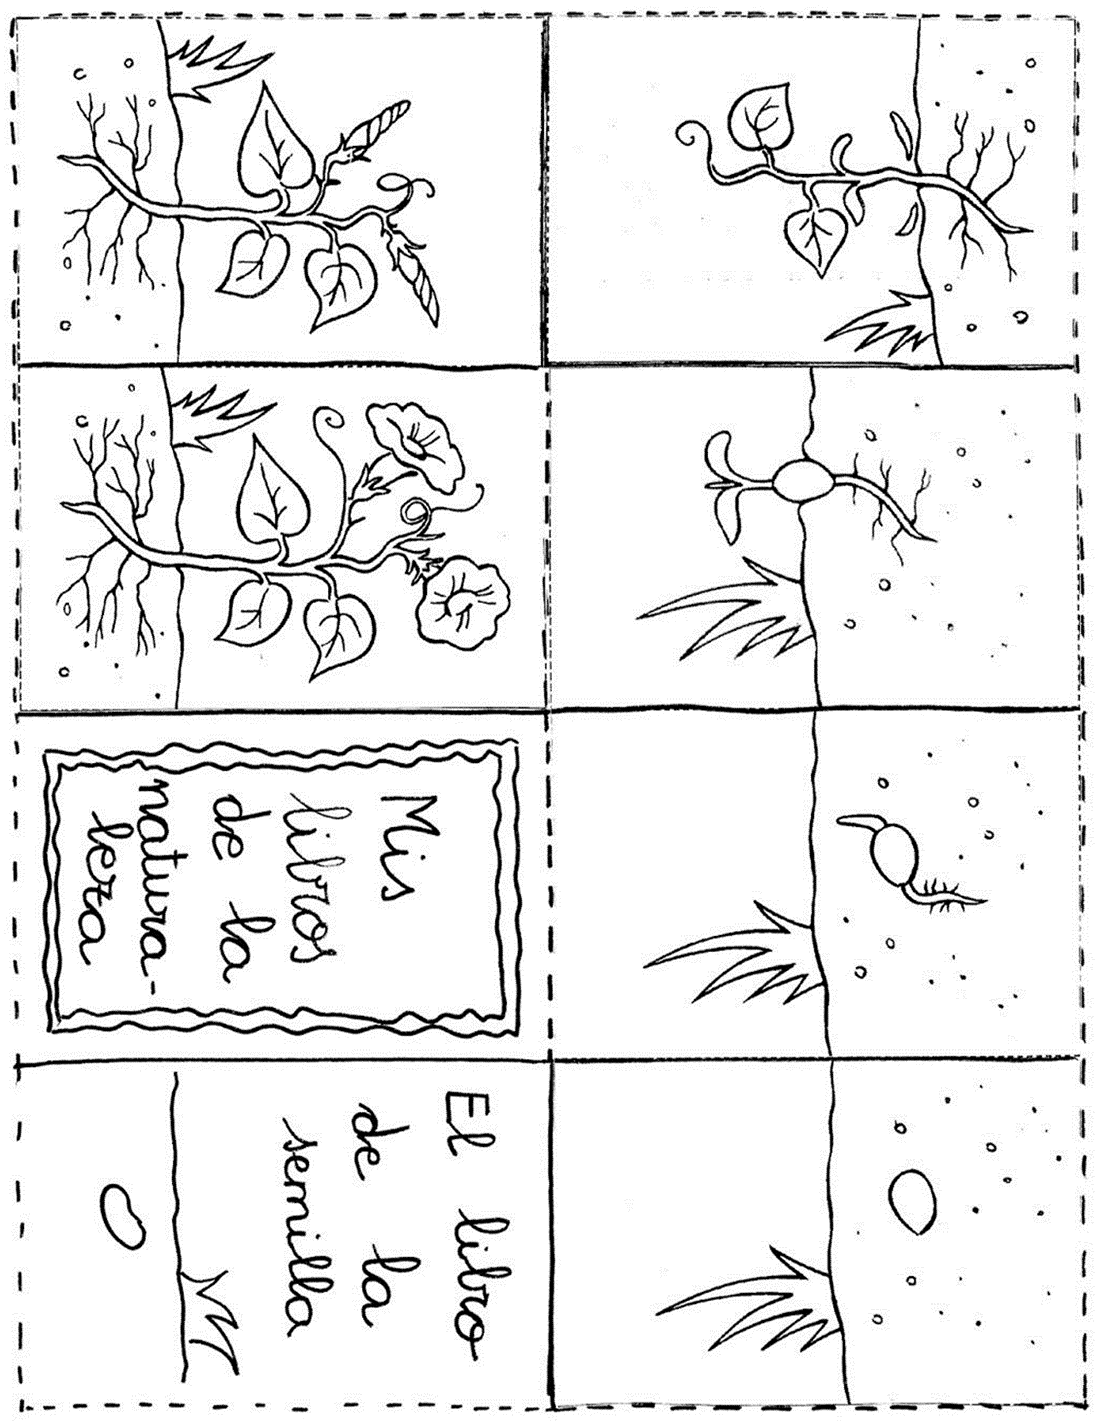 Mis
libros
de la
natura-
leza
El libro
de la
semilla